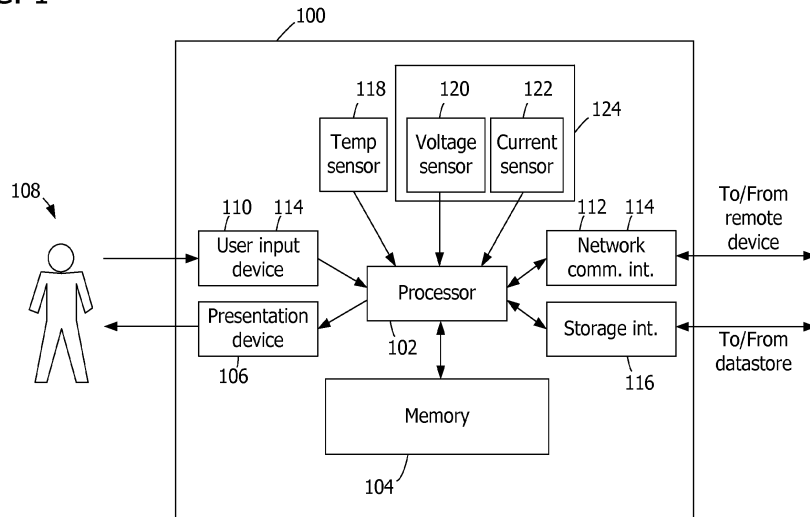 100
118
120
122
124
Temp
sensor
Voltage
sensor
Current
sensor
108
110
114
112
114
To/From
remote
device
User input
device
Network
comm. int.
Processor
Presentation
device
102
Storage int.
To/From
datastore
106
116
Memory
104